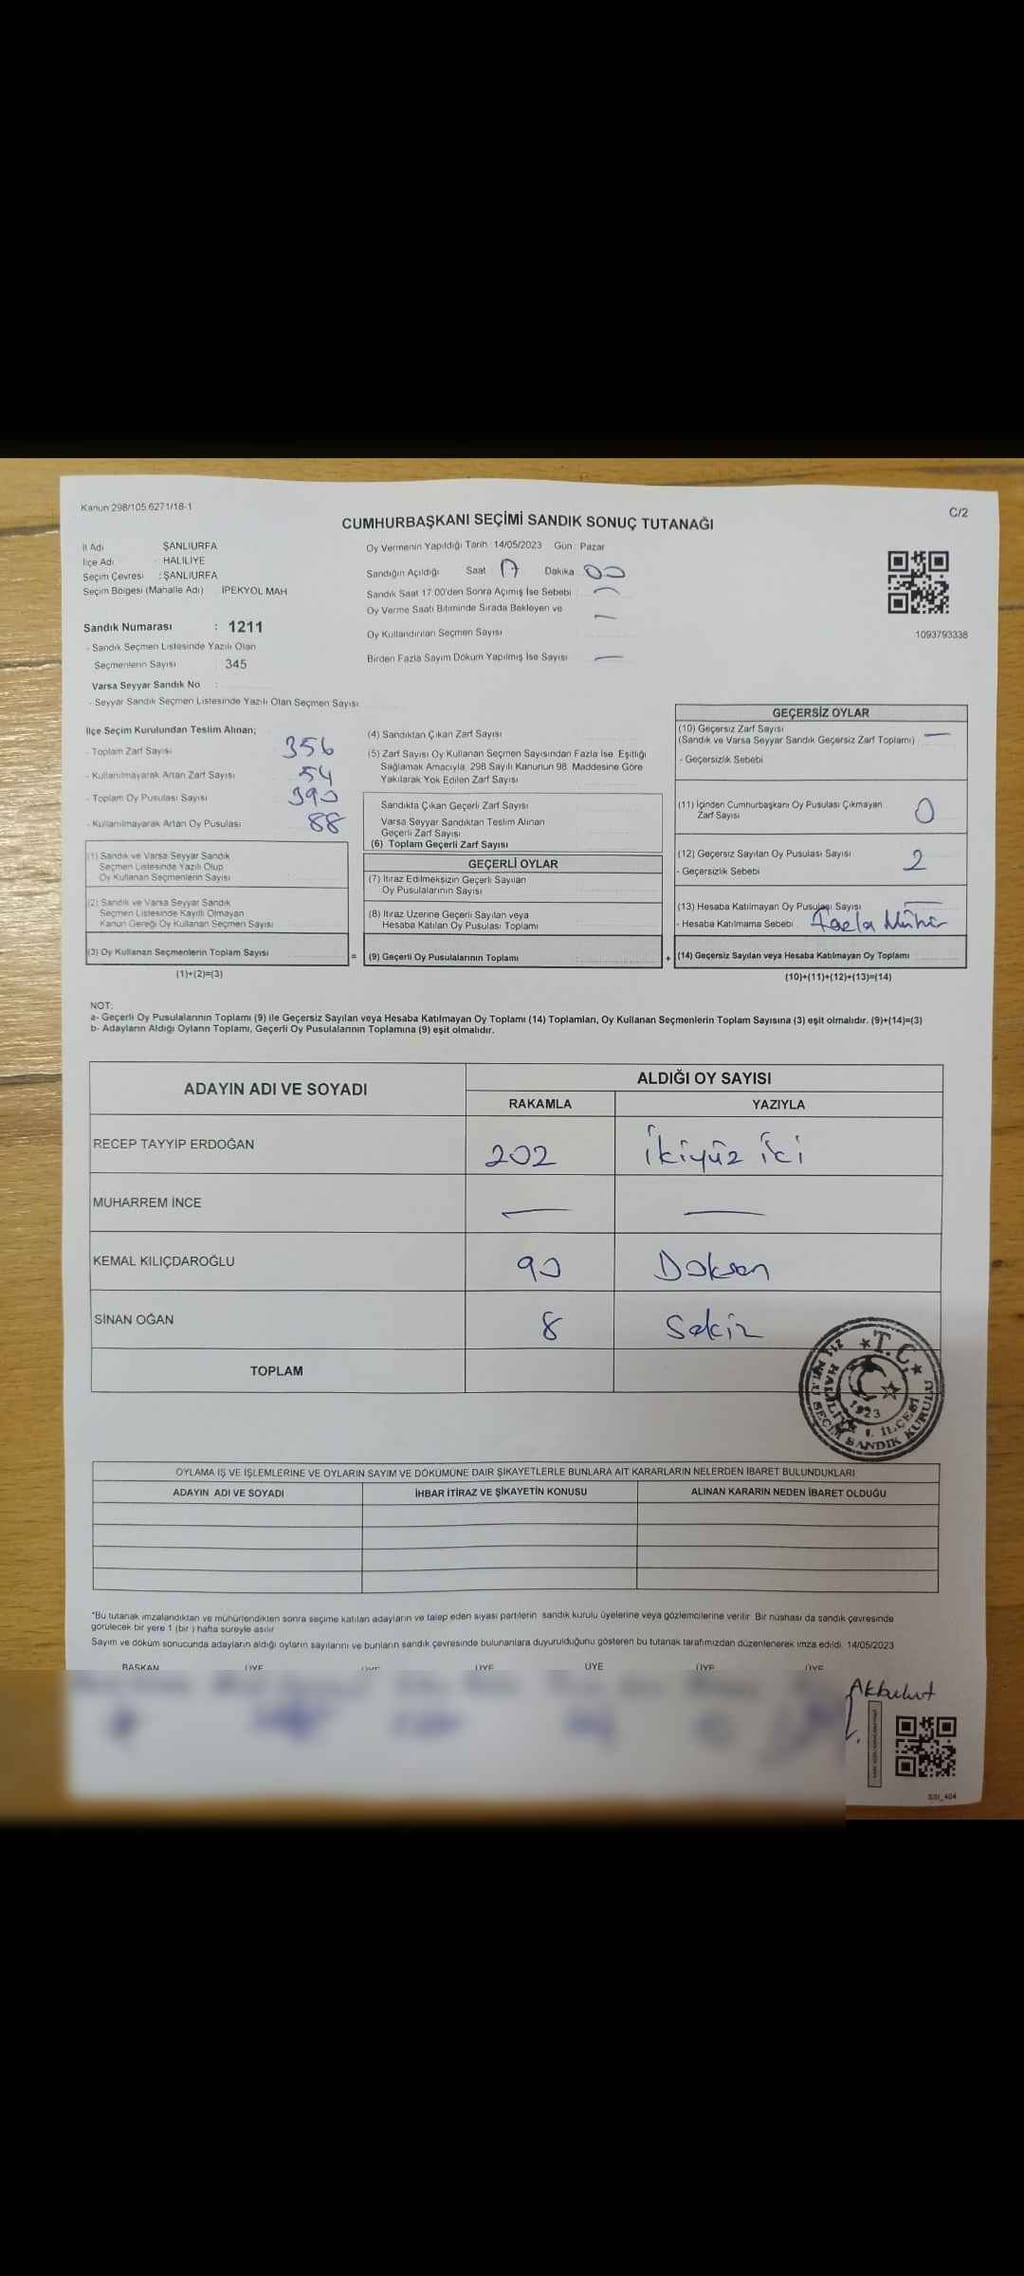 Kanun 298/105 6271/18-1
C/2
CUMHURBAŞKANI SEÇİMİ SANDIK SONUÇ TUTANAĞI
İl Adı ŞANLIURFA
İlçe Adı : HALİLİYE
Seçim Çevresi : ŞANLIURFA
Seçim Bölgesi (Mahalle Adı) İPEKYOL MAH
Sandık Numarası : 1211
- Sandık Seçmen Listesinde Yazılı Olan
Seçmenlerin Sayısı 345
Varsa Seyyar Sandık No :
- Seyyar Sandık Seçmen Listesinde Yazılı Olan Seçmen Sayısı
Oy Vermenin Yapıldığı Tarih : 14/05/2023 Gün : Pazar
Sandığın Açıldığı Saat 17 Dakika 00
Sandık Saat 17.00'den Sonra Açımış İse Sebebi —
Oy Verme Saati Bitiminde Sırada Bekleyen ve
Oy Kullandırılan Seçmen Sayısı —
Birden Fazla Sayım Döküm Yapılmış İse Sayısı —
1093793338
İlçe Seçim Kurulundan Teslim Alınan;
- Toplam Zarf Sayısı 356
- Kullanılmayarak Artan Zarf Sayısı 54
- Toplam Oy Pusulası Sayısı 390
- Kullanılmayarak Artan Oy Pusulası 88
(1) Sandık ve Varsa Seyyar Sandık
Seçmen Listesinde Yazılı Olup
Oy Kullanan Seçmenlerin Sayısı
(2) Sandık ve Varsa Seyyar Sandık
Seçmen Listesinde Kayıtlı Olmayan
Kanun Gereği Oy Kullanan Seçmen Sayısı
(3) Oy Kullanan Seçmenlerin Toplam Sayısı =
(1)+(2)=(3)
(4) Sandıktan Çıkan Zarf Sayısı
(5) Zarf Sayısı Oy Kullanan Seçmen Sayısından Fazla İse, Eşitliği
Sağlamak Amacıyla, 298 Sayılı Kanunun 98. Maddesine Göre
Yakılarak Yok Edilen Zarf Sayısı
Sandıkta Çıkan Geçerli Zarf Sayısı
Varsa Seyyar Sandıktan Teslim Alınan
Geçerli Zarf Sayısı
(6) Toplam Geçerli Zarf Sayısı
GEÇERLİ OYLAR
(7) İtiraz Edilmeksizin Geçerli Sayılan
Oy Pusulalarının Sayısı
(8) İtiraz Üzerine Geçerli Sayılan veya
Hesaba Katılan Oy Pusulası Toplamı
(9) Geçerli Oy Pusulalarının Toplamı +
GEÇERSİZ OYLAR
(10) Geçersiz Zarf Sayısı
(Sandık ve Varsa Seyyar Sandık Geçersiz Zarf Toplamı) —
- Geçersizlik Sebebi
(11) İçinden Cumhurbaşkanı Oy Pusulası Çıkmayan
Zarf Sayısı 0
(12) Geçersiz Sayılan Oy Pusulası Sayısı 2
- Geçersizlik Sebebi
(13) Hesaba Katılmayan Oy Pusulası Sayısı —
- Hesaba Katılmama Sebebi Fazla Mühür
(14) Geçersiz Sayılan veya Hesaba Katılmayan Oy Toplamı
(10)+(11)+(12)+(13)=(14)
NOT:
a- Geçerli Oy Pusulalarının Toplamı (9) ile Geçersiz Sayılan veya Hesaba Katılmayan Oy Toplamı (14) Toplamları, Oy Kullanan Seçmenlerin Toplam Sayısına (3) eşit olmalıdır. (9)+(14)=(3)
b- Adayların Aldığı Oyların Toplamı, Geçerli Oy Pusulalarının Toplamına (9) eşit olmalıdır.
ADAYIN ADI VE SOYADI
ALDIĞI OY SAYISI
RAKAMLA YAZIYLA
RECEP TAYYİP ERDOĞAN 202 İkiyüz İci
MUHARREM İNCE — —
KEMAL KILIÇDAROĞLU 90 Doksan
SİNAN OĞAN 8 Sekiz
TOPLAM
T.C.
1923
HALİLİYE 1. İLÇESİ
SEÇİM SANDIK KURULU
OYLAMA İŞ VE İŞLEMLERİNE VE OYLARIN SAYIM VE DÖKÜMÜNE DAİR ŞİKAYETLERLE BUNLARA AİT KARARLARIN NELERDEN İBARET BULUNDUKLARI
ADAYIN ADI VE SOYADI İHBAR İTİRAZ VE ŞİKAYETİN KONUSU ALINAN KARARIN NEDEN İBARET OLDUĞU
*Bu tutanak imzalandıktan ve mühürlendikten sonra seçime katılan adayların ve talep eden siyasi partilerin sandık kurulu üyelerine veya gözlemcilerine verilir. Bir nüshası da sandık çevresinde
görülecek bir yere 1 (bir ) hafta süreyle asılır
Sayım ve döküm sonucunda adayların aldığı oyların sayılarını ve bunların sandık çevresinde bulunanlara duyurulduğunu gösteren bu tutanak tarafımızdan düzenlenerek imza edildi. 14/05/2023
BAŞKAN ÜYE ÜYE ÜYE ÜYE ÜYE ÜYE
Akbulut